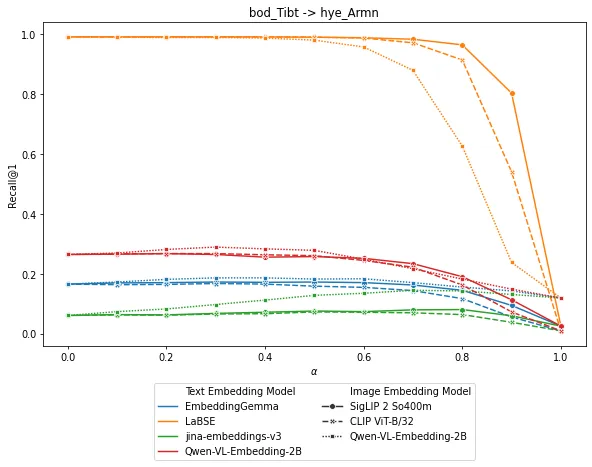 bod_Tibt -> hye_Armn
Recall@1
1.0
0.8
0.6
0.4
0.2
0.0
0.0 0.2 0.4 0.6 0.8 1.0
α
Text Embedding Model Image Embedding Model
EmbeddingGemma SigLIP 2 So400m
LaBSE CLIP ViT-B/32
jina-embeddings-v3 Qwen-VL-Embedding-2B
Qwen-VL-Embedding-2B